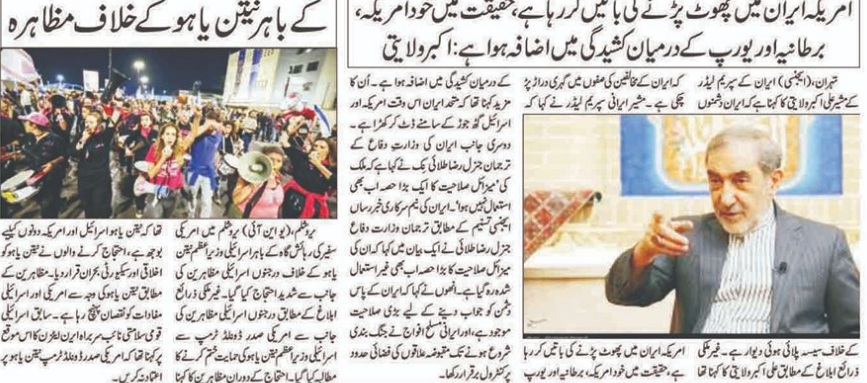 امریکہ ایران میں پھوٹ پڑنے کی باتیں کررہا ہے، حقیقت میں خود امریکہ،
برطانیہ اور یورپ کے درمیان کشیدگی میں اضافہ ہوا ہے: اکبر ولایتی
تہران، (ایجنسی) ایران کے سپریم لیڈر
کے مشیر علی اکبر ولایتی کا کہنا ہے کہ ایران دشمنوں
کے خلاف سیسہ پلائی ہوئی دیوار ہے۔ غیر ملکی
ذرائع ابلاغ کے مطابق علی اکبر ولایتی کا کہنا تھا
کہ ایران کے مخالفین کی صفوں میں گہری دراڑ پڑ
چکی ہے۔ مشیر ایرانی سپریم لیڈر نے کہا کہ
امریکہ ایران میں پھوٹ پڑنے کی باتیں کر رہا
ہے، حقیقت میں خود امریکہ، برطانیہ اور یورپ
کے درمیان کشیدگی میں اضافہ ہوا ہے۔ اُن کا
مزید کہنا تھا کہ متحد ایران اس وقت امریکہ اور
اسرائیل گٹھ جوڑ کے سامنے ڈٹ کر کھڑا ہے۔
دوسری جانب ایران کی وزارت دفاع کے
ترجمان جنرل رضا طلائی نک نے کہا ہے کہ ملک
کی 'میزائل صلاحیت کا ایک بڑا حصہ اب بھی
استعمال نہیں ہوا'۔ ایران کی نیم سرکاری خبر رساں
ایجنسی تسنیم کے مطابق ترجمان وزارت دفاع
جنرل رضا طلائی نے ایک بیان میں کہا کہ ان کی
میزائل صلاحیت کا بڑا حصہ اب بھی غیر استعمال
شدہ رہ گیا ہے۔ انھوں نے کہا کہ ایران کے پاس
دشمن کو جواب دینے کے لیے بڑی صلاحیت
موجود ہے، اور ایرانی مسلح افواج نے جنگ بندی
شروع ہونے تک مقبوضہ علاقوں کی فضائی حدود
پر کنٹرول برقرار رکھا۔
کے باہر نیتن یاہو کے خلاف مظاہرہ
یروشلم، (یو این آئی) یروشلم میں امریکی
سفیر کی رہائش گاہ کے باہر اسرائیلی وزیر اعظم نیتن
یاہو کے خلاف درجنوں اسرائیلی مظاہرین کی
جانب سے شدید احتجاج کیا گیا۔ غیر ملکی ذرائع
ابلاغ کے مطابق درجنوں اسرائیلی مظاہرین کی
جانب سے امریکی صدر ڈونلڈ ٹرمپ سے
اسرائیلی وزیر اعظم نیتن یاہو کی حمایت ختم کرنے کا
مطالبہ کیا گیا۔ احتجاج کے دوران مظاہرین کا کہنا
تھا کہ نیتن یاہو اسرائیل اور امریکہ دونوں کیلئے
بوجھ ہے، احتجاج کرنے والوں نے نیتن یاہو کو
اخلاقی اور سیکیورٹی بحران قرار دیا۔ مظاہرین کے
مطابق نیتن یاہو کی وجہ سے امریکی اور اسرائیلی
مفادات کو نقصان پہنچ رہا ہے۔ سابق اسرائیلی
قومی سلامتی نائب سربراہ ایرن ایتزن کا اس موقع
پر کہنا تھا کہ امریکی صدر ڈونلڈ ٹرمپ نیتن یاہو پر
اعتماد نہ کریں۔